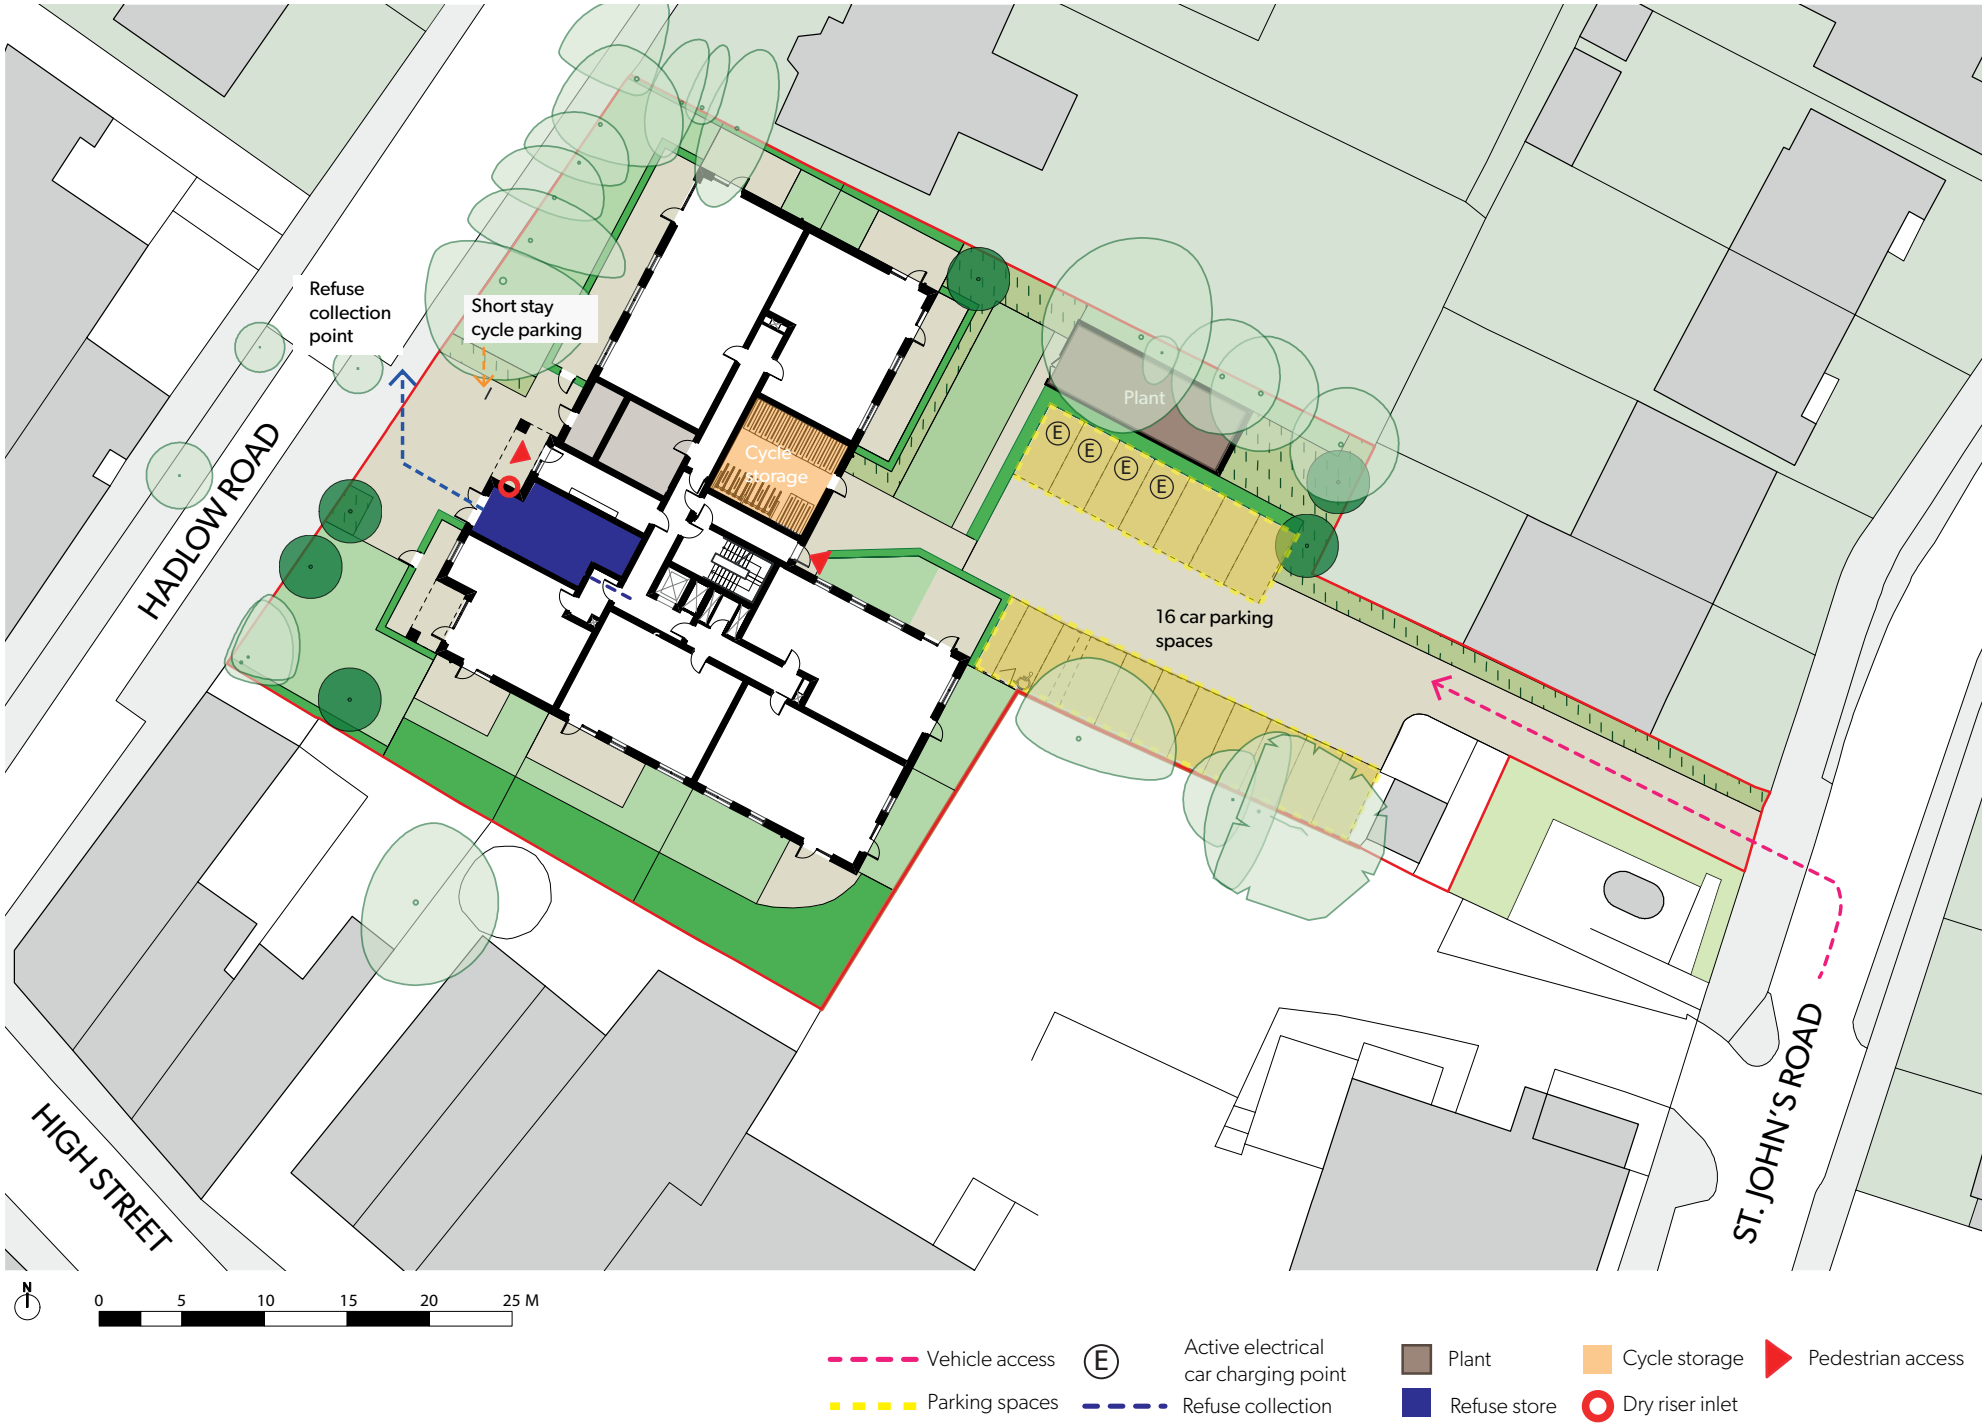 Refuse
collection
point
Short stay
cycle parking
Plant
E
E
E
E
Cycle
storage
HADLOW ROAD
16 car parking
spaces
HIGH STREET
ST. JOHN'S ROAD
N
0 5 10 15 20 25 M
Vehicle access
Parking spaces
E
Active electrical
car charging point
Refuse collection
Plant
Refuse store
Cycle storage
Dry riser inlet
Pedestrian access